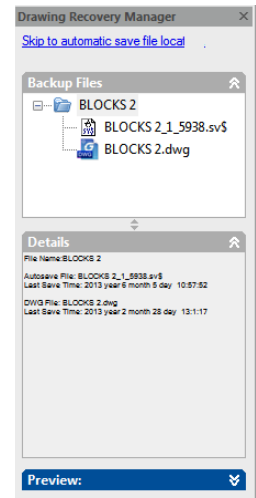 Drawing Recovery Manager
Skip to automatic save file locat
Backup Files
BLOCKS 2
BLOCKS 2_1_5938.sv$
BLOCKS 2.dwg
Details
File Name:BLOCKS 2
Autosave File: BLOCKS 2_1_5938.sv$
Last Save Time: 2013 year 6 month 5 day 10:57:52
DWG File: BLOCKS 2.dwg
Last Save Time: 2013 year 2 month 28 day 13:1:17
Preview: